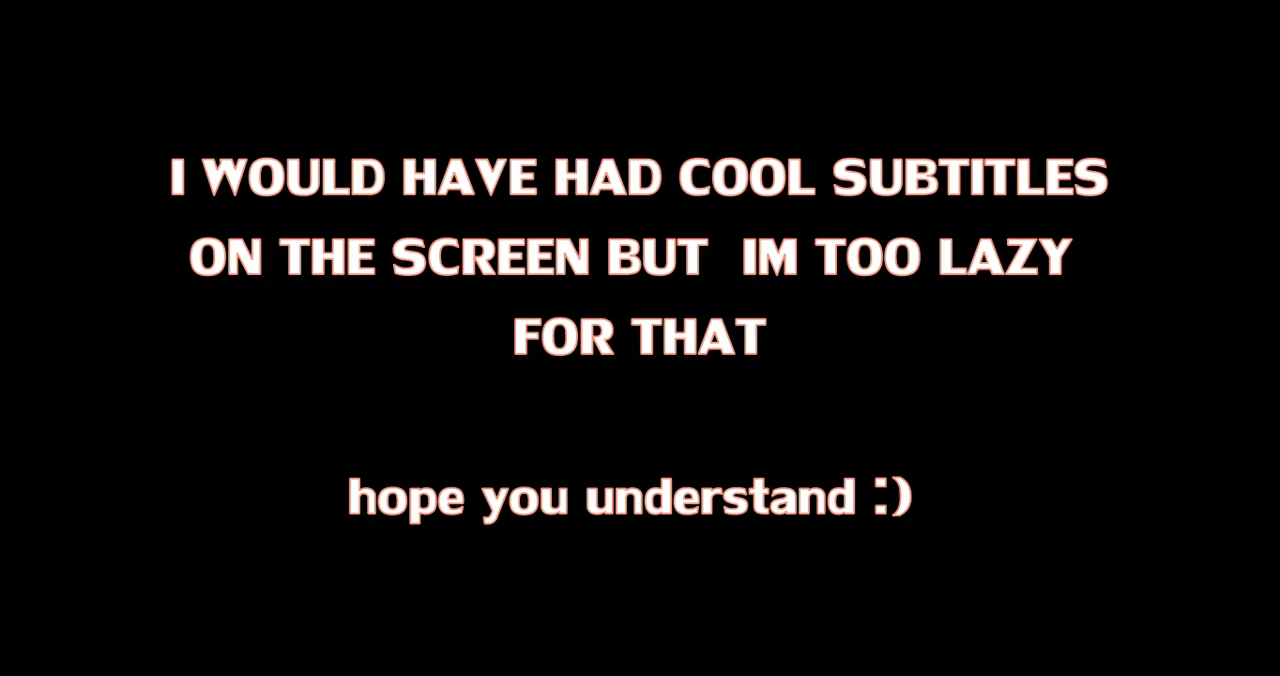 I WOULD HAVE HAD COOL SUBTITLES
ON THE SCREEN BUT  IM TOO LAZY
FOR THAT
hope you understand :)